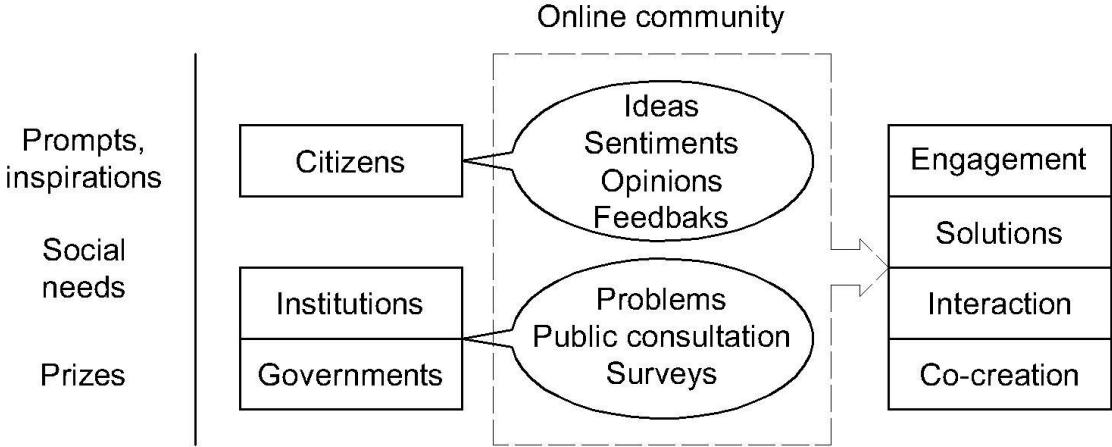 Online community
Prompts,
inspirations
Social
needs
Prizes
Citizens
Institutions
Governments
Ideas
Sentiments
Opinions
Feedbaks
Problems
Public consultation
Surveys
Engagement
Solutions
Interaction
Co-creation